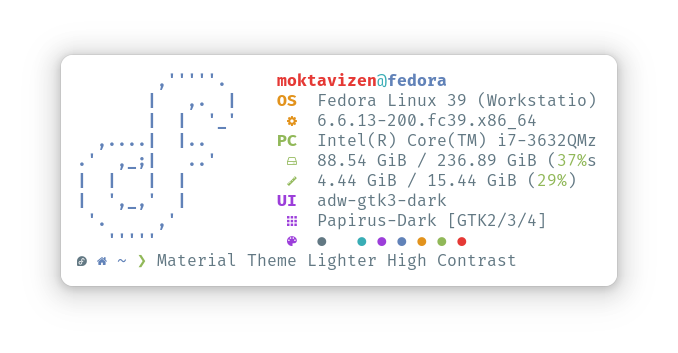 moktavizen@fedora
OS Fedora Linux 39 (Workstatio)
6.6.13-200.fc39.x86_64
PC Intel(R) Core(TM) i7-3632QMz
88.54 GiB / 236.89 GiB (37%s
4.44 GiB / 15.44 GiB (29%)
UI adw-gtk3-dark
Papirus-Dark [GTK2/3/4]
~ ❯ Material Theme Lighter High Contrast